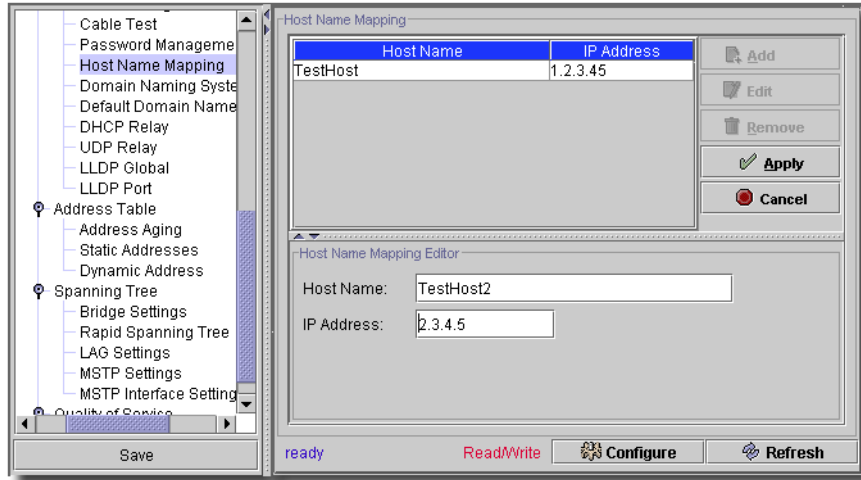 Cable Test
Password Manageme
Host Name Mapping
Domain Naming Syste
Default Domain Name
DHCP Relay
UDP Relay
LLDP Global
LLDP Port
Address Table
Address Aging
Static Addresses
Dynamic Address
Spanning Tree
Bridge Settings
Rapid Spanning Tree
LAG Settings
MSTP Settings
MSTP Interface Setting
Quality of Service
Save
Host Name Mapping
Host Name IP Address
TestHost 1.2.3.45
Add
Edit
Remove
Apply
Cancel
Host Name Mapping Editor
Host Name: TestHost2
IP Address: 2.3.4.5
ready Read/Write Configure Refresh